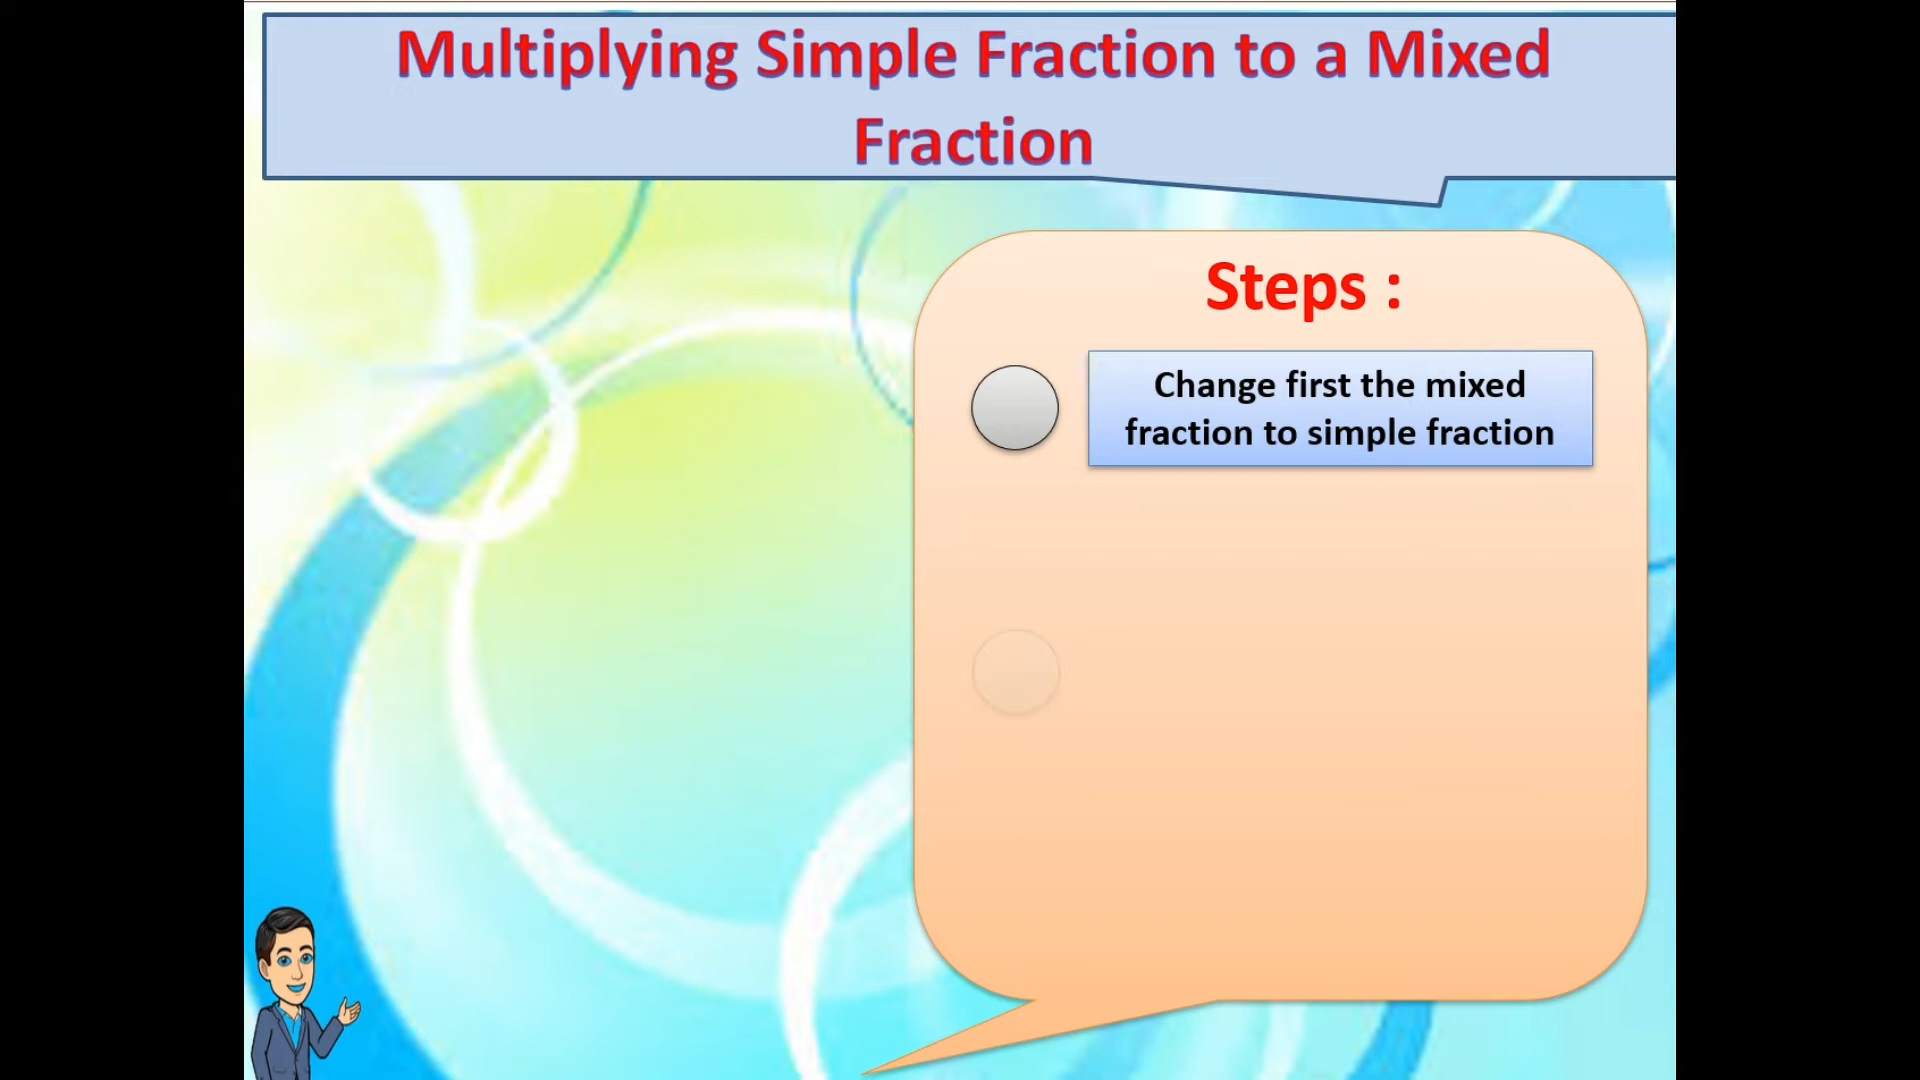 Multiplying Simple Fraction to a Mixed
Fraction
Steps :
Change first the mixed
fraction to simple fraction